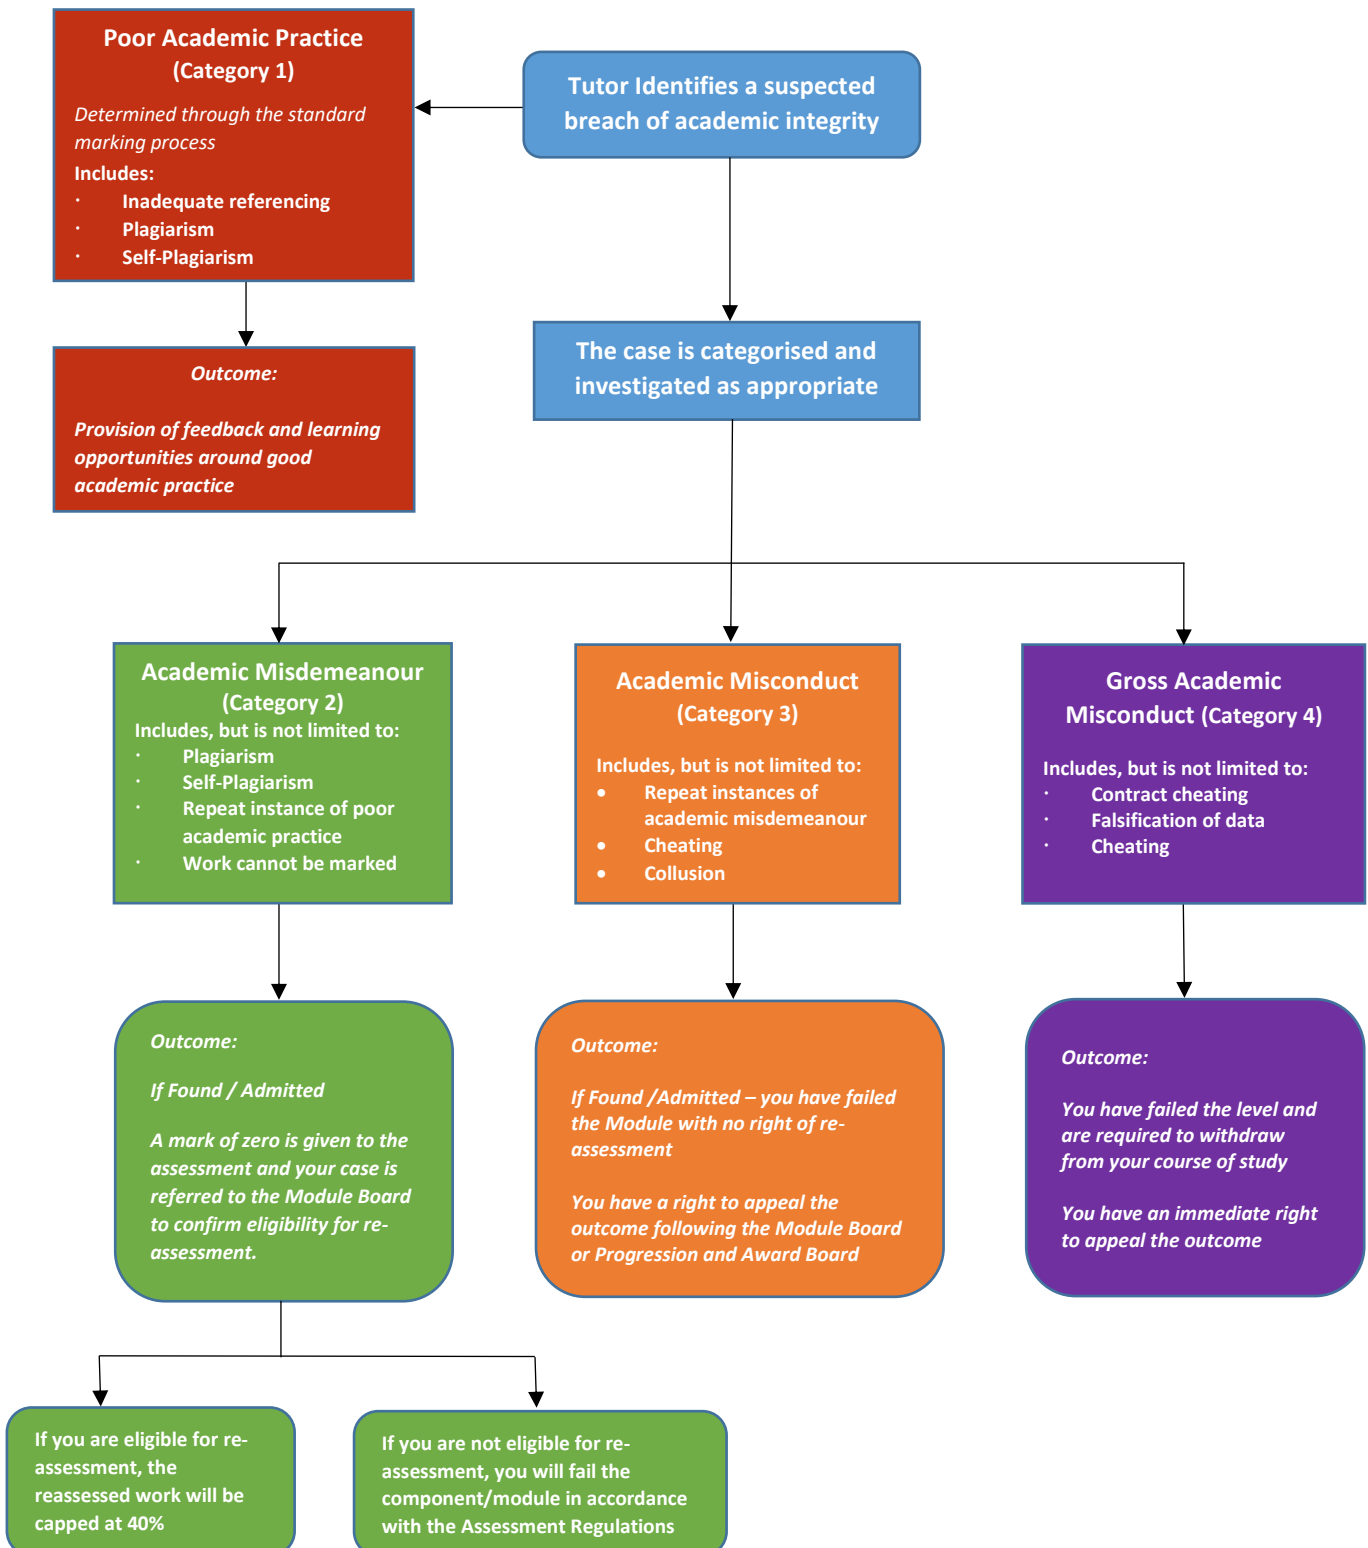 Poor Academic Practice
(Category 1)
Determined through the standard
marking process
Includes:
· Inadequate referencing
· Plagiarism
· Self-Plagiarism
Tutor Identifies a suspected
breach of academic integrity
Outcome:
Provision of feedback and learning
opportunities around good
academic practice
The case is categorised and
investigated as appropriate
Academic Misdemeanour
(Category 2)
Includes, but is not limited to:
· Plagiarism
· Self-Plagiarism
· Repeat instance of poor
academic practice
· Work cannot be marked
Academic Misconduct
(Category 3)
Includes, but is not limited to:
• Repeat instances of
academic misdemeanour
• Cheating
• Collusion
Gross Academic
Misconduct (Category 4)
Includes, but is not limited to:
· Contract cheating
· Falsification of data
· Cheating
Outcome:
If Found / Admitted
A mark of zero is given to the
assessment and your case is
referred to the Module Board
to confirm eligibility for re-
assessment.
Outcome:
If Found /Admitted – you have failed
the Module with no right of re-
assessment
You have a right to appeal the
outcome following the Module Board
or Progression and Award Board
Outcome:
You have failed the level and
are required to withdraw
from your course of study
You have an immediate right
to appeal the outcome
If you are eligible for re-
assessment, the
reassessed work will be
capped at 40%
If you are not eligible for re-
assessment, you will fail the
component/module in accordance
with the Assessment Regulations